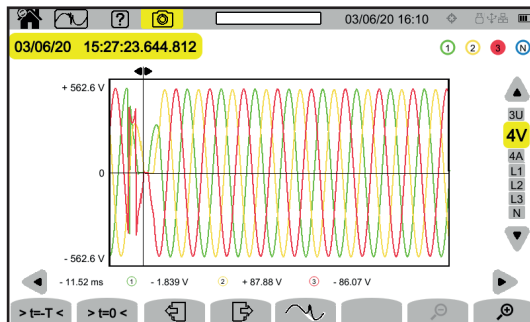 ? 03/06/20 16:10
03/06/20 15:27:23.644.812
1 2 3 N
+ 562.6 V
0
- 562.6 V
3U
4V
4A
L1
L2
L3
N
- 11.52 ms 1 - 1.839 V 2 + 87.88 V 3 - 86.07 V
> t=-T < > t=0 <